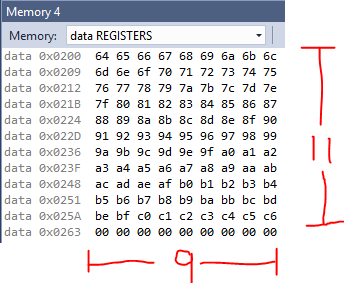 Memory 4
Memory: data REGISTERS
data 0x0200 64 65 66 67 68 69 6a 6b 6c
data 0x0209 6d 6e 6f 70 71 72 73 74 75
data 0x0212 76 77 78 79 7a 7b 7c 7d 7e
data 0x021B 7f 80 81 82 83 84 85 86 87
data 0x0224 88 89 8a 8b 8c 8d 8e 8f 90
data 0x022D 91 92 93 94 95 96 97 98 99
data 0x0236 9a 9b 9c 9d 9e 9f a0 a1 a2
data 0x023F a3 a4 a5 a6 a7 a8 a9 aa ab
data 0x0248 ac ad ae af b0 b1 b2 b3 b4
data 0x0251 b5 b6 b7 b8 b9 ba bb bc bd
data 0x025A be bf c0 c1 c2 c3 c4 c5 c6
data 0x0263 00 00 00 00 00 00 00 00 00
11
9